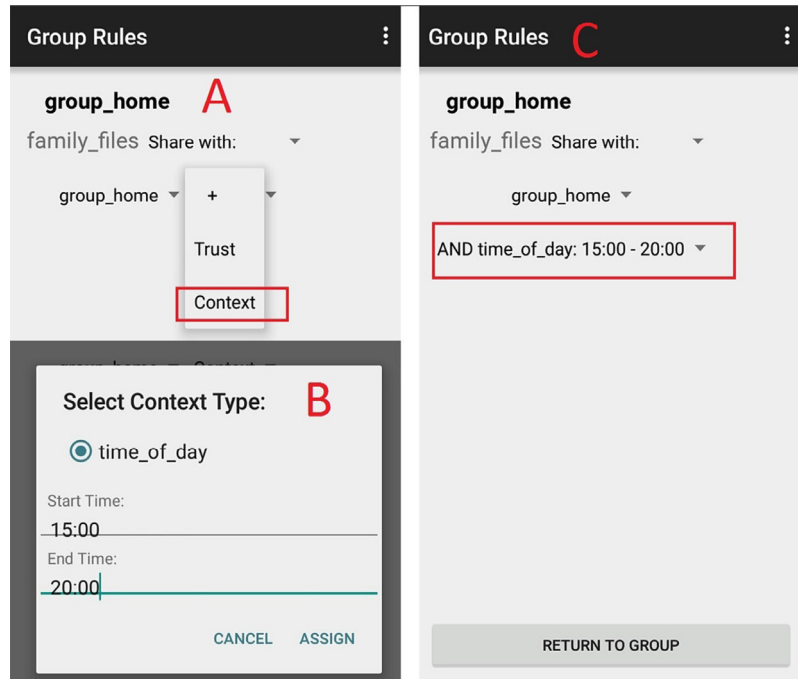 Group Rules
A
group_home
family_files Share with:
group_home
+
Trust
Context
Select Context Type:
B
time_of_day
Start Time:
15:00
End Time:
20:00
CANCEL ASSIGN
Group Rules
C
group_home
family_files Share with:
group_home
AND time_of_day: 15:00 - 20:00
RETURN TO GROUP